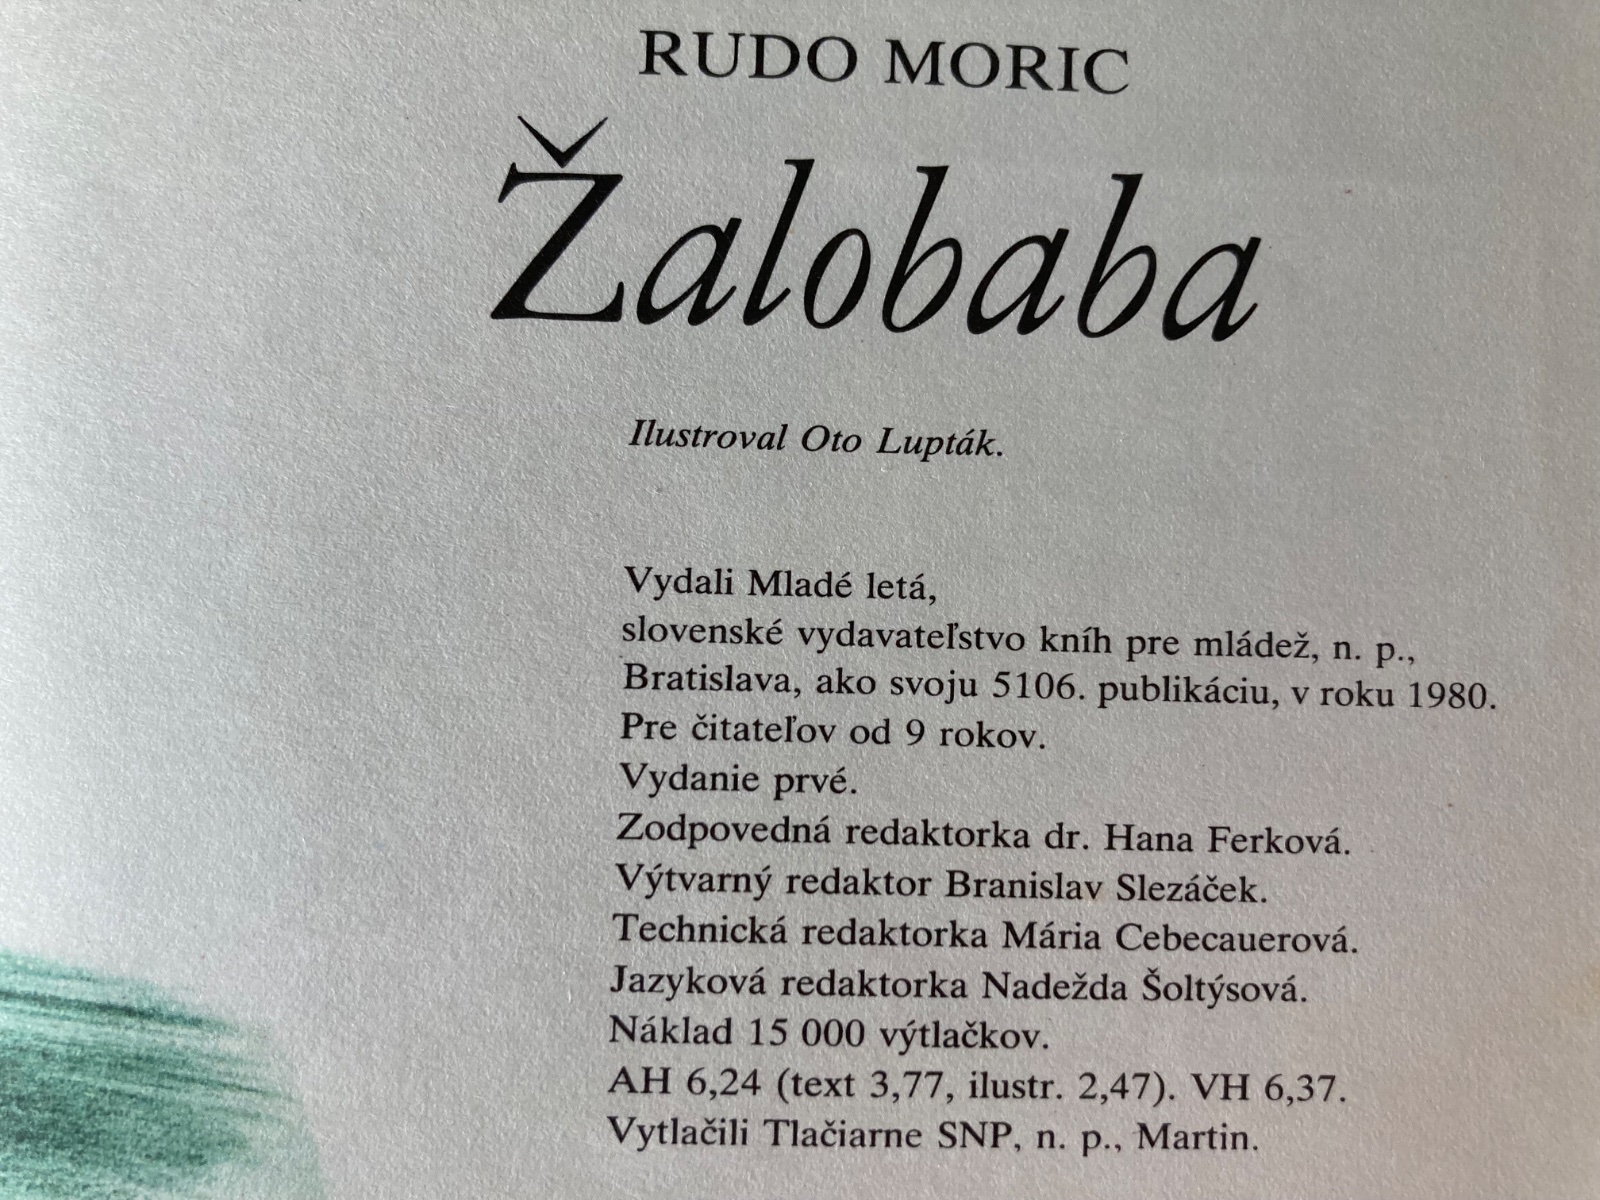 RUDO MORIC
Žalobaba
Ilustroval Oto Lupták.
Vydali Mladé letá,
slovenské vydavateľstvo kníh pre mládež, n. p.,
Bratislava, ako svoju 5106. publikáciu, v roku 1980.
Pre čitateľov od 9 rokov.
Vydanie prvé.
Zodpovedná redaktorka dr. Hana Ferková.
Výtvarný redaktor Branislav Slezáček.
Technická redaktorka Mária Cebecauerová.
Jazyková redaktorka Nadežda Šoltýsová.
Náklad 15 000 výtlačkov.
AH 6,24 (text 3,77, ilustr. 2,47). VH 6,37.
Vytlačili Tlačiarne SNP, n. p., Martin.